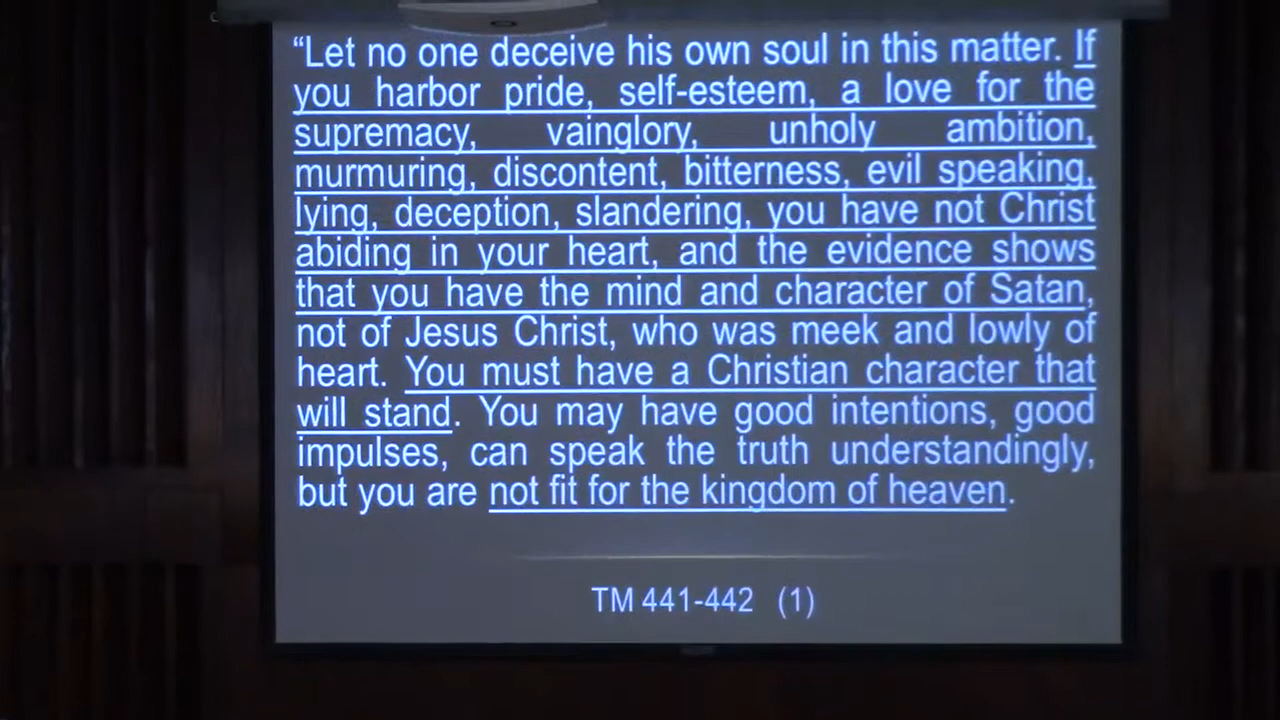 “Let no one deceive his own soul in this matter. If
you harbor pride, self-esteem, a love for the
supremacy, vainglory, unholy ambition,
murmuring, discontent, bitterness, evil speaking,
lying, deception, slandering, you have not Christ
abiding in your heart, and the evidence shows
that you have the mind and character of Satan,
not of Jesus Christ, who was meek and lowly of
heart. You must have a Christian character that
will stand. You may have good intentions, good
impulses, can speak the truth understandingly,
but you are not fit for the kingdom of heaven.
TM 441-442 (1)